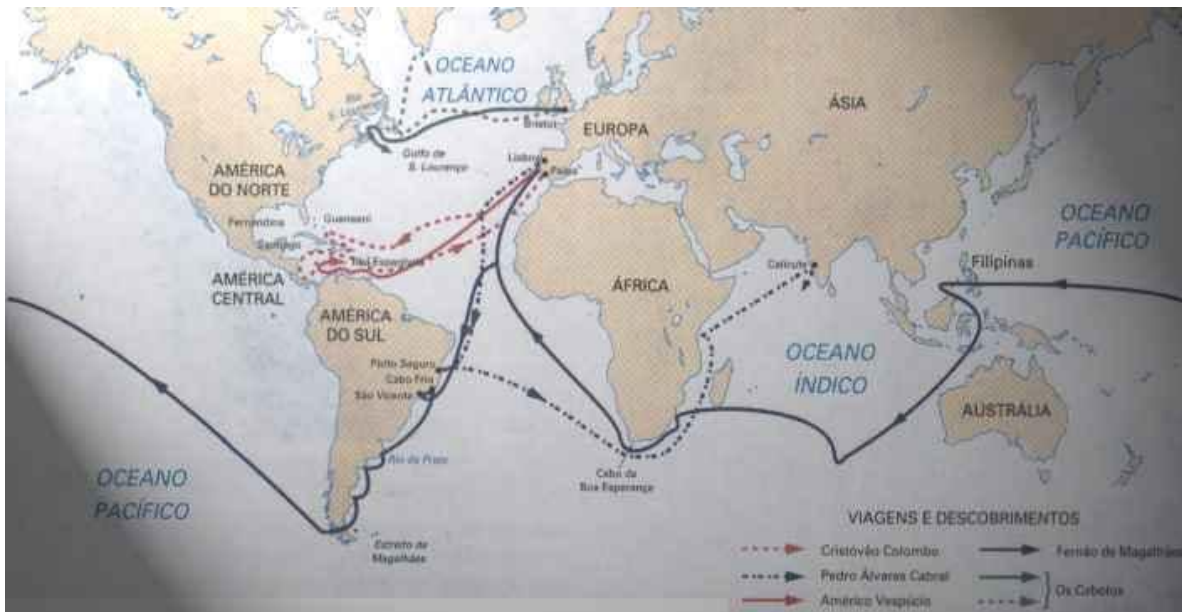 OCEANO
ATLÂNTICO
ÁSIA
Bristol
EUROPA
Golfo de
S. Lourenço
Lisboa
Palos
AMÉRICA
DO NORTE
Guanaani
Fernandina
OCEANO
PACÍFICO
Filipinas
Calicute
AMÉRICA
CENTRAL
ÁFRICA
AMÉRICA
DO SUL
OCEANO
ÍNDICO
Porto Seguro
Cabo Frio
São Vicente
AUSTRÁLIA
Rio da Prata
Cabo da
Boa Esperança
OCEANO
PACÍFICO
Estreito de
Magalhães
VIAGENS E DESCOBRIMENTOS
Cristóvão Colombo
Fernão de Magalhães
Pedro Álvares Cabral
Os Cabotos
Américo Vespúcio